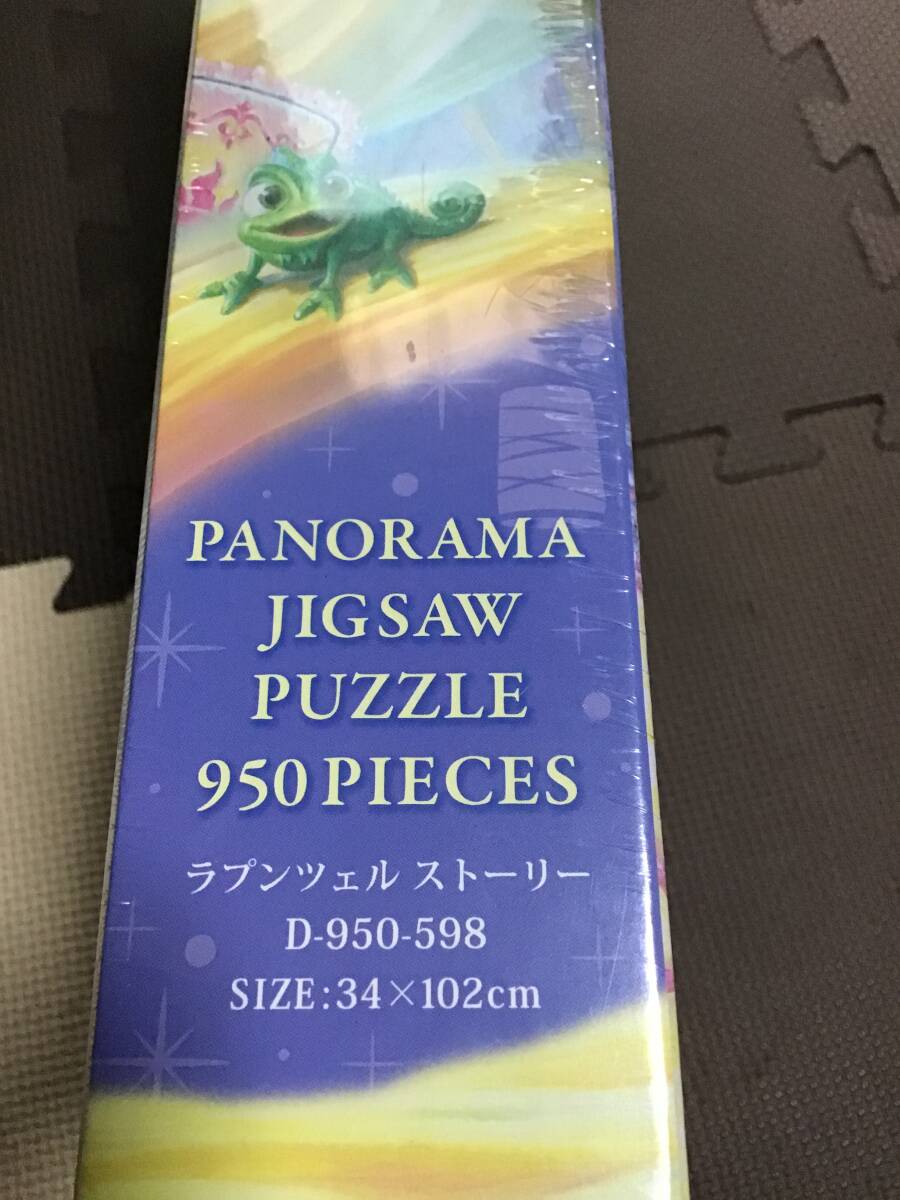 PANORAMA
JIGSAW
PUZZLE
950 PIECES
ラプンツェル ストーリー
D-950-598
SIZE:34×102cm